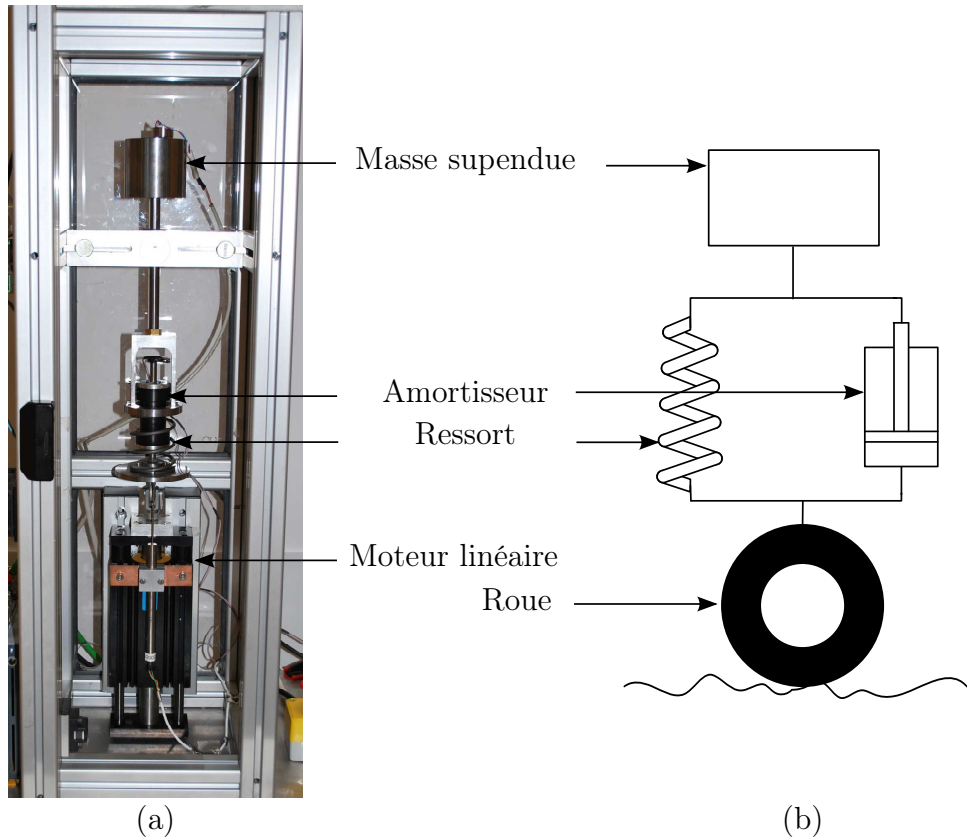 Masse supendue
Amortisseur
Ressort
Moteur linéaire
Roue
(a)
(b)